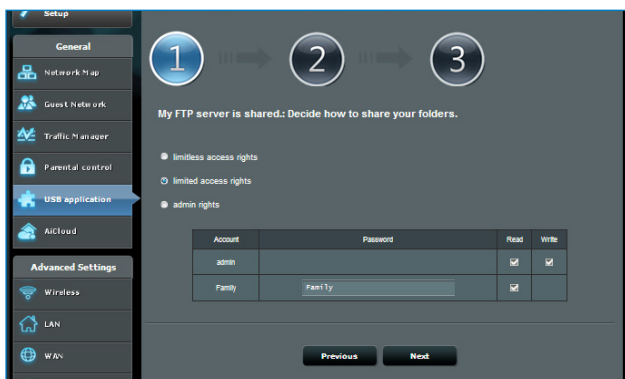 Setup
General
Network Map
Guest Network
Traffic Manager
Parental control
USB application
AiCloud
Advanced Settings
Wireless
LAN
WAN
1
2
3
My FTP server is shared.: Decide how to share your folders.
limitless access rights
limited access rights
admin rights
Account Password Read Write
admin
Family Family
Previous Next